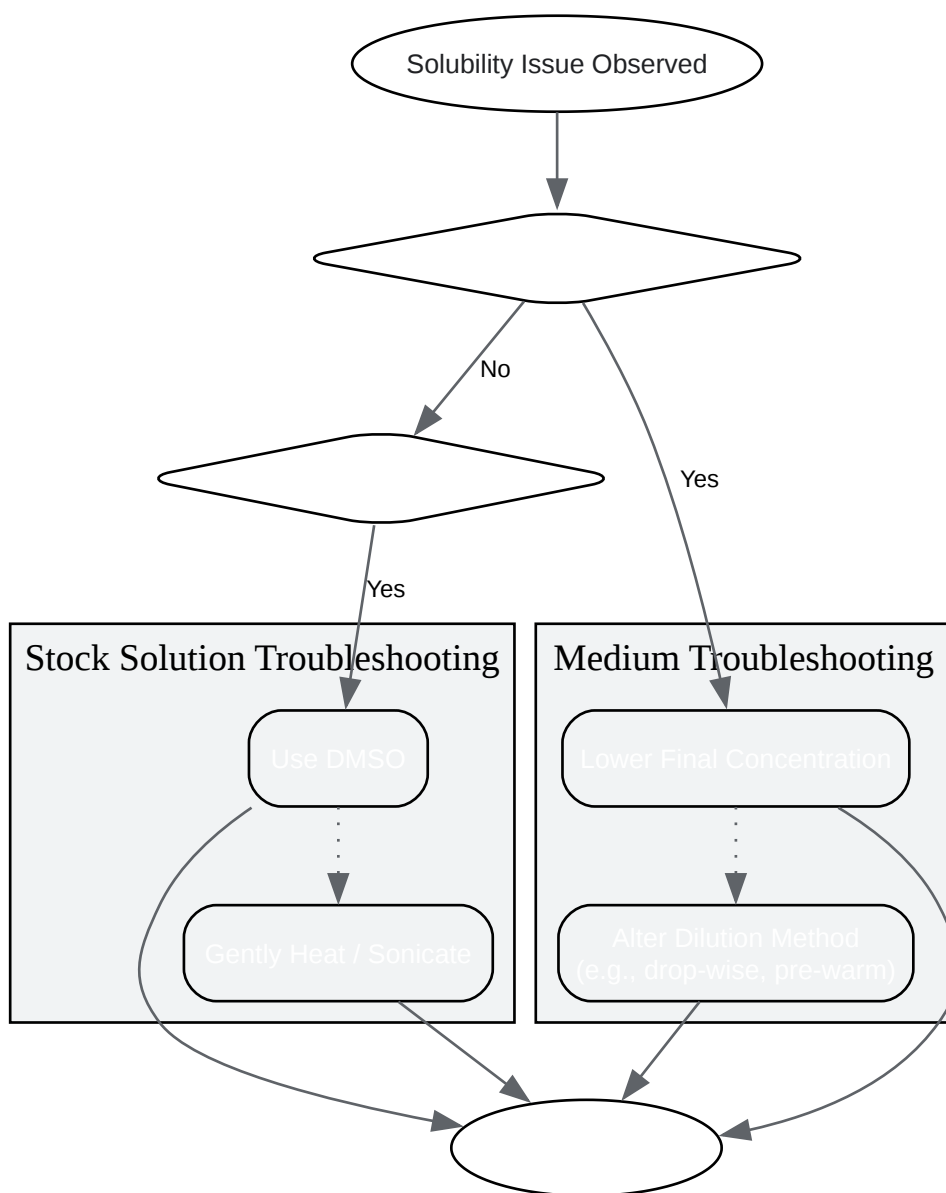 Solubility Issue Observed
No
Yes
Yes
Stock Solution Troubleshooting
Medium Troubleshooting
Use DMSO
Lower Final Concentration
Gently Heat / Sonicate
Alter Dilution Method
(e.g., drop-wise, pre-warm)